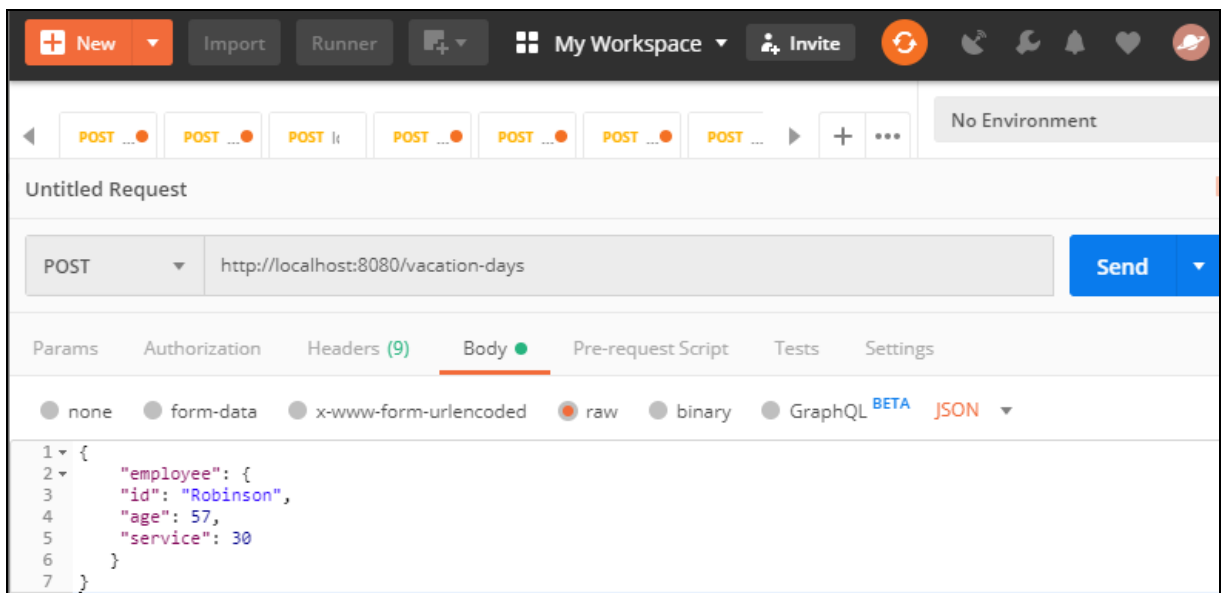 New Import Runner My Workspace Invite
No Environment
POST ... POST ... POST POST ... POST ... POST ... POST ...
Untitled Request
POST http://localhost:8080/vacation-days Send
Params Authorization Headers (9) Body Pre-request Script Tests Settings
none form-data x-www-form-urlencoded raw binary GraphQL BETA JSON
1 {
2 "employee": {
3 "id": "Robinson",
4 "age": 57,
5 "service": 30
6 }
7 }